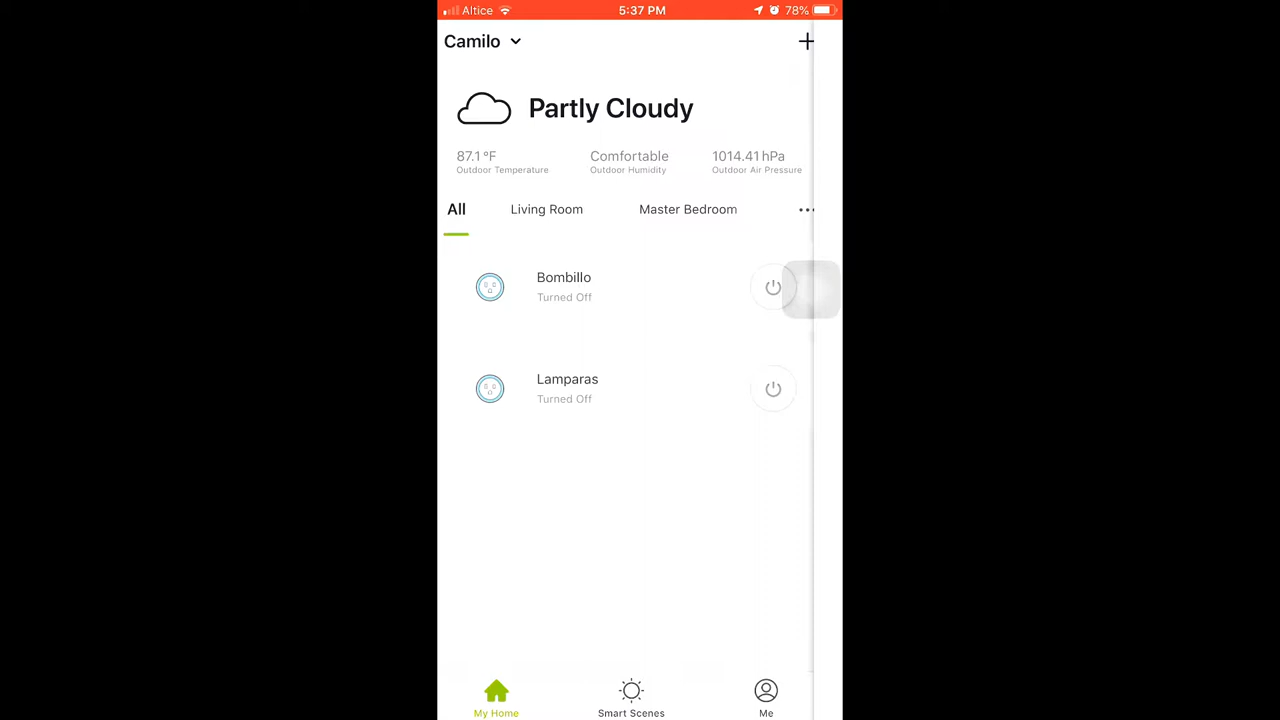 Altice 5:37 PM 78%
Camilo
Partly Cloudy
87.1 °F Comfortable 1014.41 hPa
Outdoor Temperature Outdoor Humidity Outdoor Air Pressure
All Living Room Master Bedroom
Bombillo
Turned Off
Lamparas
Turned Off
My Home Smart Scenes Me